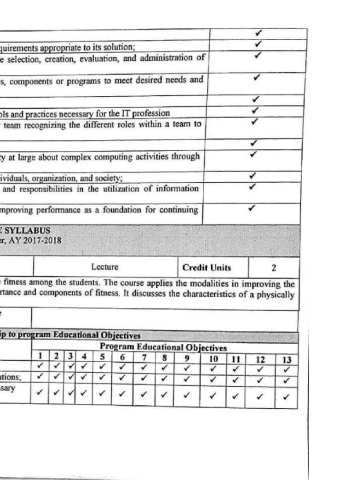 ✓
quirements appropriate to its solution; ✓
e selection, creation, evaluation, and administration of ✓
s, components or programs to meet desired needs and ✓
✓
ols and practices necessary for the IT profession ✓
team recognizing the different roles within a team to ✓
✓
ty at large about complex computing activities through ✓
ividuals, organization, and society; ✓
and responsibilities in the utilization of information ✓
mproving performance as a foundation for continuing ✓
E SYLLABUS
er, AY 2017-2018
Lecture Credit Units 2
e fitness among the students. The course applies the modalities in improving the
rtance and components of fitness. It discusses the characteristics of a physically
ip to program Educational Objectives
Program Educational Objectives
1 2 3 4 5 6 7 8 9 10 11 12 13
✓ ✓ ✓ ✓ ✓ ✓ ✓ ✓ ✓ ✓ ✓ ✓ ✓
ations; ✓ ✓ ✓ ✓ ✓ ✓ ✓ ✓ ✓ ✓ ✓ ✓ ✓
ssary ✓ ✓ ✓ ✓ ✓ ✓ ✓ ✓ ✓ ✓ ✓ ✓ ✓